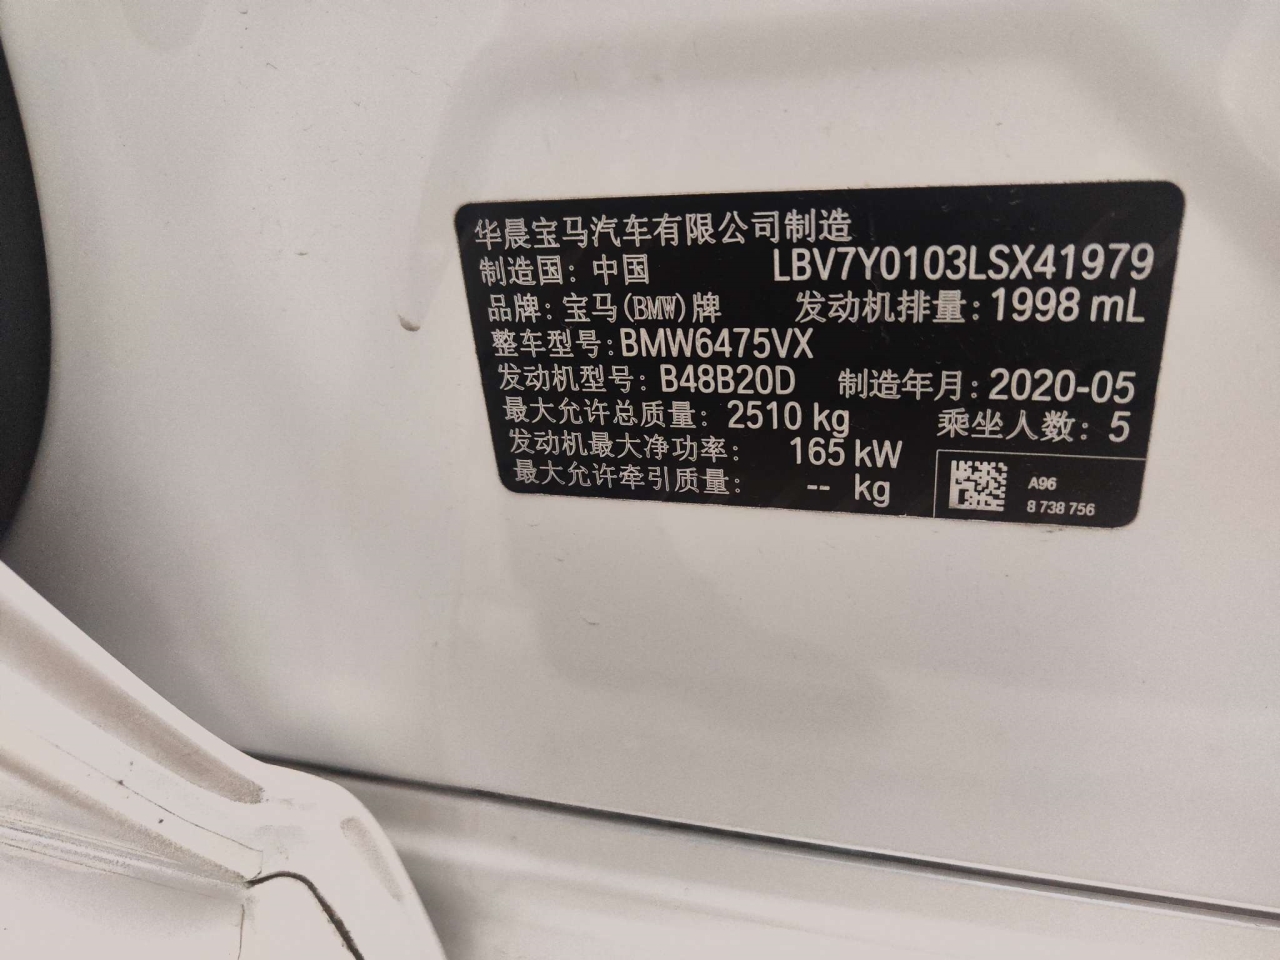 华晨宝马汽车有限公司制造
制造国：中国 LBV7Y0103LSX41979
品牌：宝马(BMW)牌 发动机排量：1998 mL
整车型号：BMW6475VX
发动机型号：B48B20D 制造年月：2020-05
最大允许总质量：2510 kg 乘坐人数：5
发动机最大净功率：165 kW
最大允许牵引质量：-- kg
A96
8 738 756